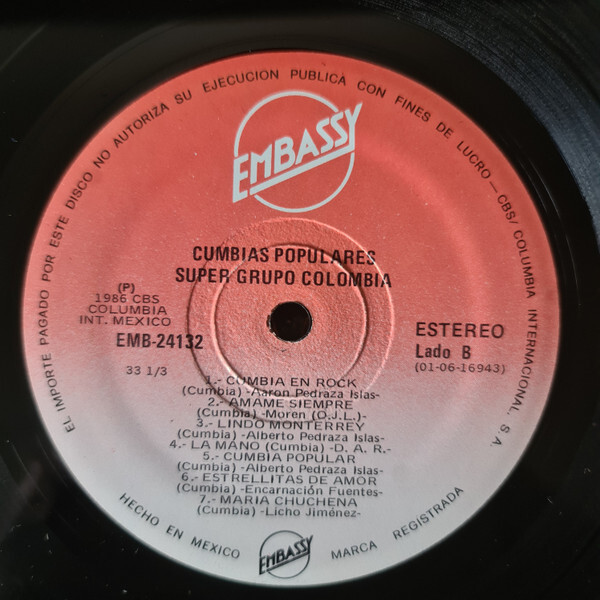 EL IMPORTE PAGADO POR ESTE DISCO NO AUTORIZA SU EJECUCION PUBLICA CON FINES DE LUCRO — CBS/ COLUMBIA INTERNACIONAL, S. A.
EMBASSY
CUMBIAS POPULARES
SUPER GRUPO COLOMBIA
(P)
1986 CBS
COLUMBIA
INT. MEXICO
EMB-24132
33 1/3
ESTEREO
Lado B
(01-06-16943)
1.- CUMBIA EN ROCK
(Cumbia) -Aaron Pedraza Islas-
2.- AMAME SIEMPRE
(Cumbia) -Moren (O.J.L.)-
3.- LINDO MONTERREY
(Cumbia) -Alberto Pedraza Islas-
4.- LA MANO (Cumbia) -D. A. R.-
5.- CUMBIA POPULAR
(Cumbia) -Alberto Pedraza Islas-
6.- ESTRELLITAS DE AMOR
(Cumbia) -Encarnación Fuentes-
7.- MARIA CHUCHENA
(Cumbia) -Licho Jiménez-
HECHO EN MEXICO
EMBASSY
MARCA REGISTRADA